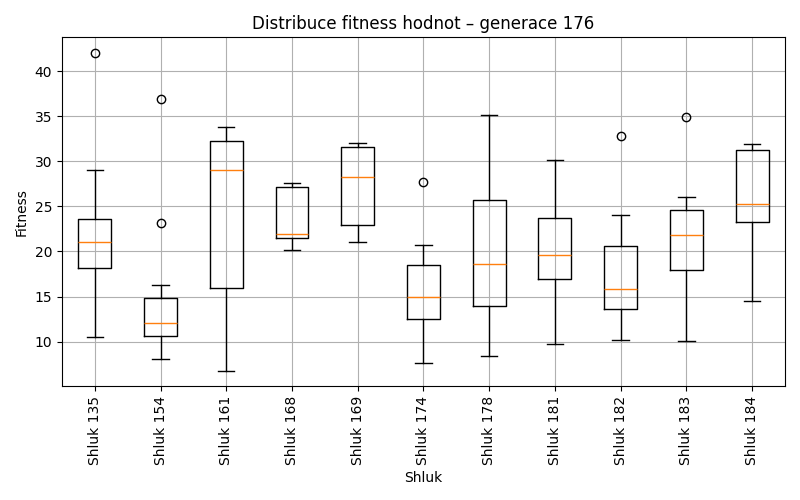 Distribuce fitness hodnot – generace 176
Fitness
40
35
30
25
20
15
10
Shluk 135
Shluk 154
Shluk 161
Shluk 168
Shluk 169
Shluk 174
Shluk 178
Shluk 181
Shluk 182
Shluk 183
Shluk 184
Shluk